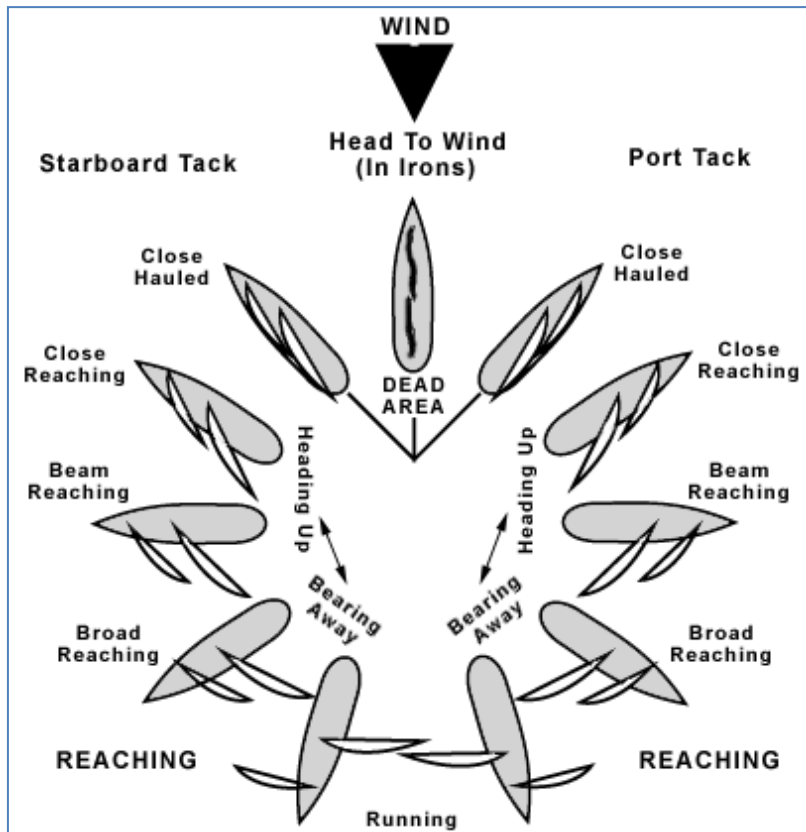 WIND
Head To Wind
(In Irons)
Starboard Tack
Port Tack
Close
Hauled
Close
Hauled
Close
Reaching
DEAD
AREA
Close
Reaching
Heading Up
Heading Up
Beam
Reaching
Beam
Reaching
Bearing
Away
Bearing
Away
Broad
Reaching
Broad
Reaching
REACHING
REACHING
Running